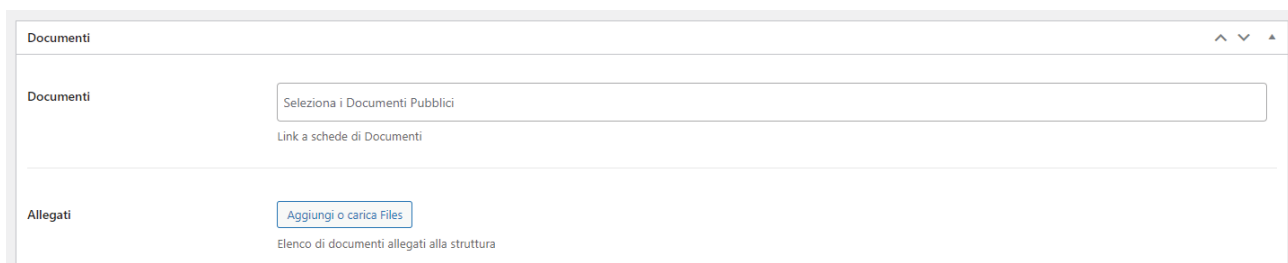 Documenti
Documenti
Seleziona i Documenti Pubblici
Link a schede di Documenti
Allegati
Aggiungi o carica Files
Elenco di documenti allegati alla struttura